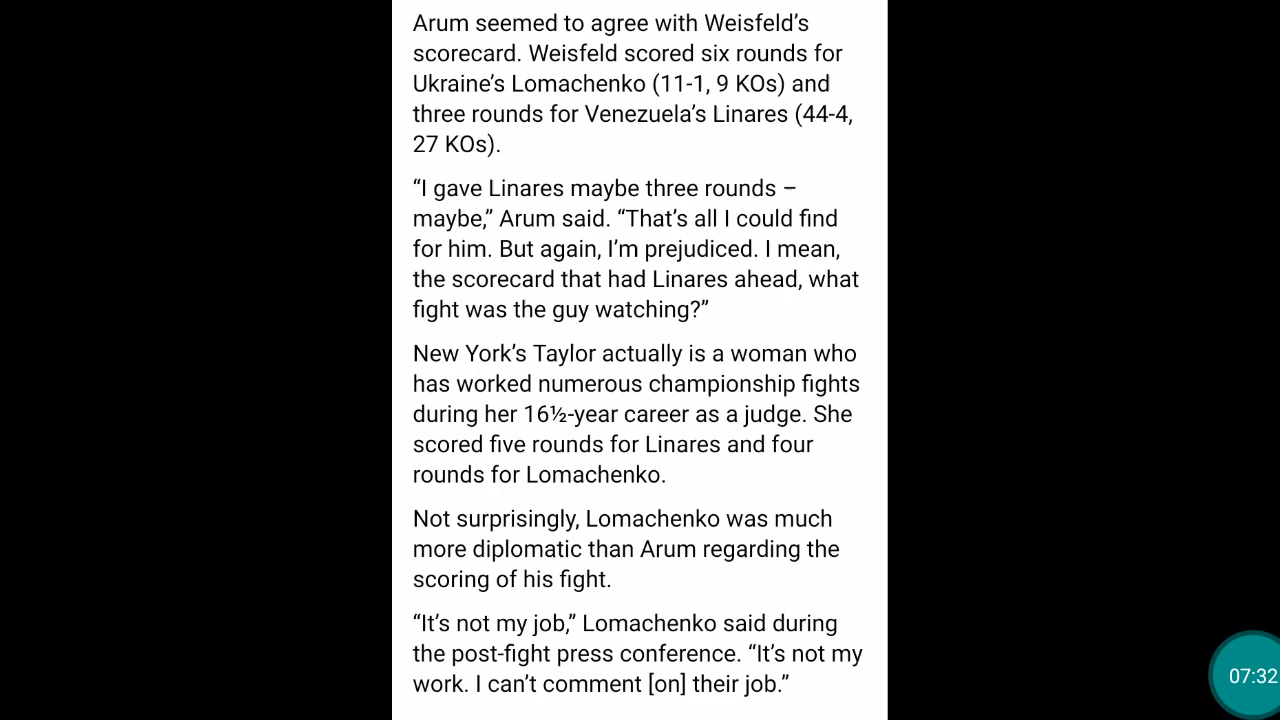 Arum seemed to agree with Weisfeld’s
scorecard. Weisfeld scored six rounds for
Ukraine’s Lomachenko (11-1, 9 KOs) and
three rounds for Venezuela’s Linares (44-4,
27 KOs).
“I gave Linares maybe three rounds –
maybe,” Arum said. “That’s all I could find
for him. But again, I’m prejudiced. I mean,
the scorecard that had Linares ahead, what
fight was the guy watching?”
New York’s Taylor actually is a woman who
has worked numerous championship fights
during her 16½-year career as a judge. She
scored five rounds for Linares and four
rounds for Lomachenko.
Not surprisingly, Lomachenko was much
more diplomatic than Arum regarding the
scoring of his fight.
“It’s not my job,” Lomachenko said during
the post-fight press conference. “It’s not my
work. I can’t comment [on] their job.”
07:32